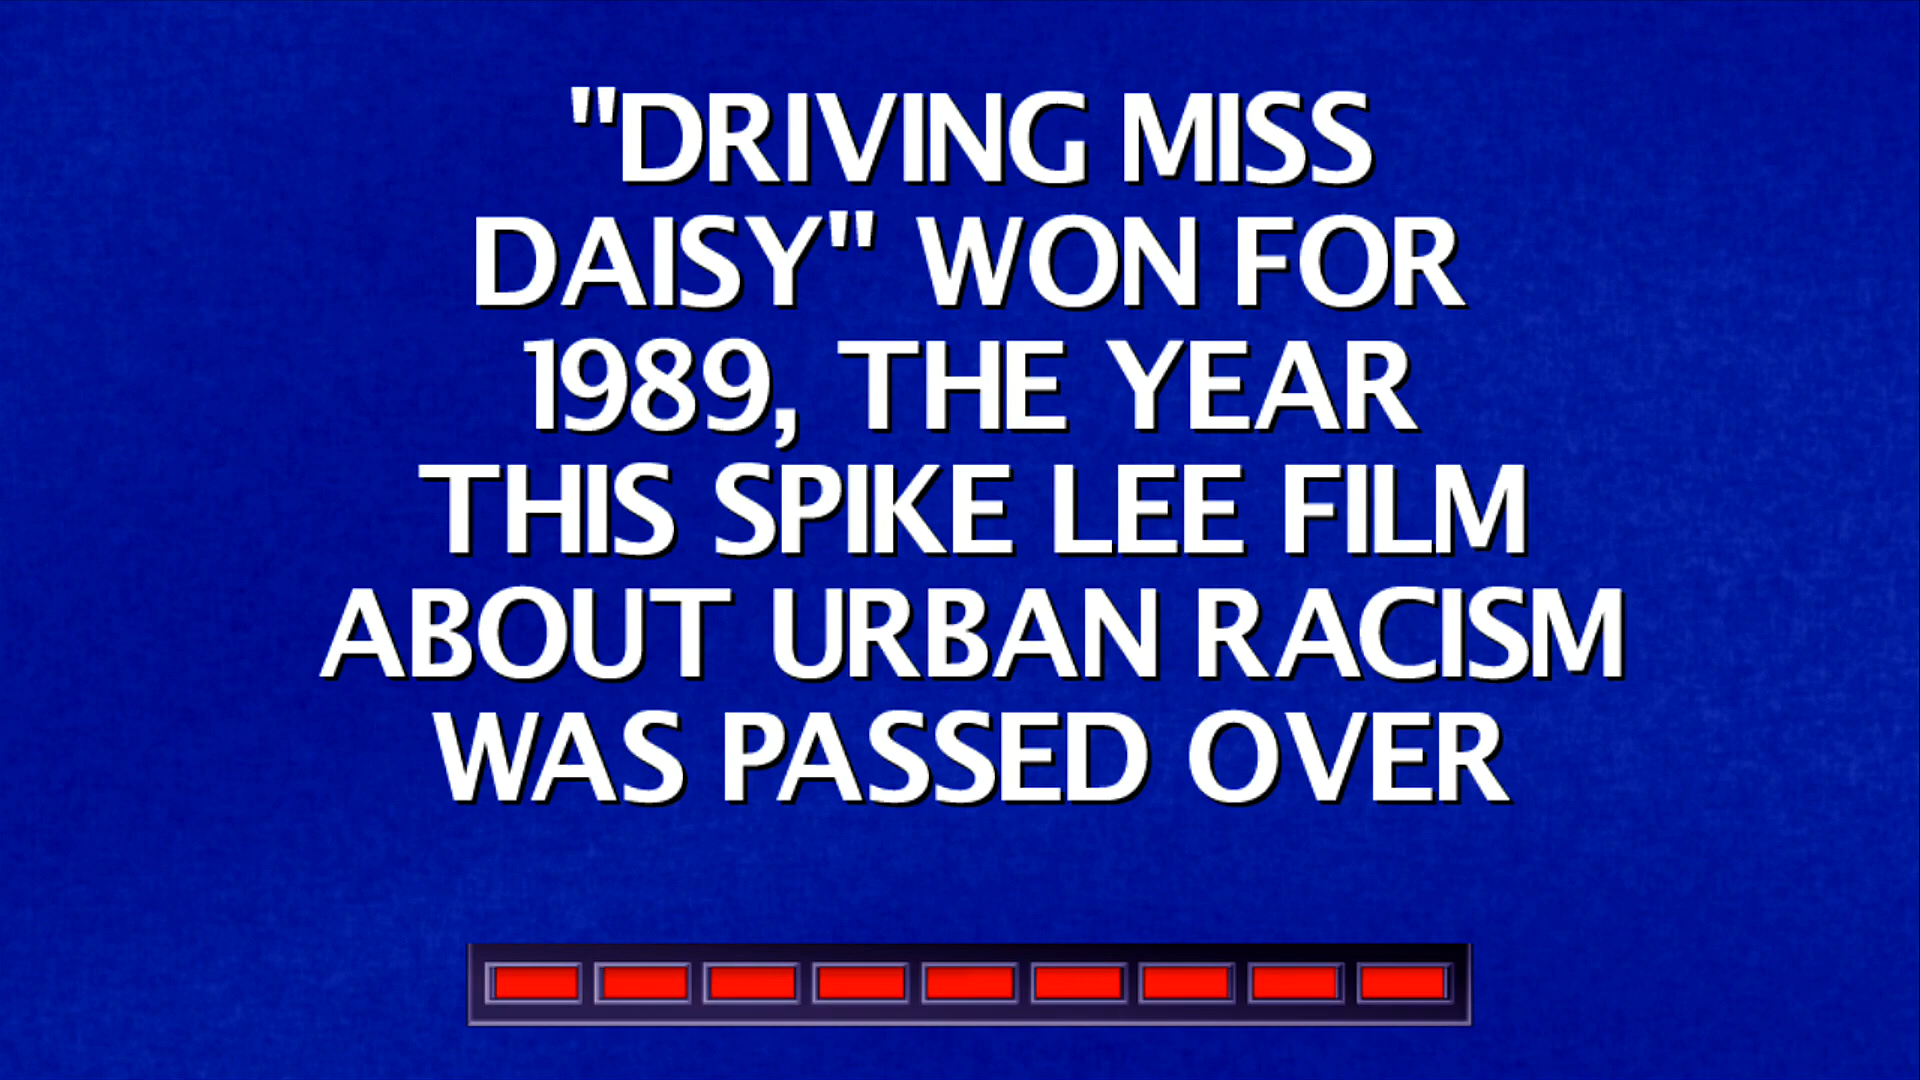 "DRIVING MISS
DAISY" WON FOR
1989, THE YEAR
THIS SPIKE LEE FILM
ABOUT URBAN RACISM
WAS PASSED OVER